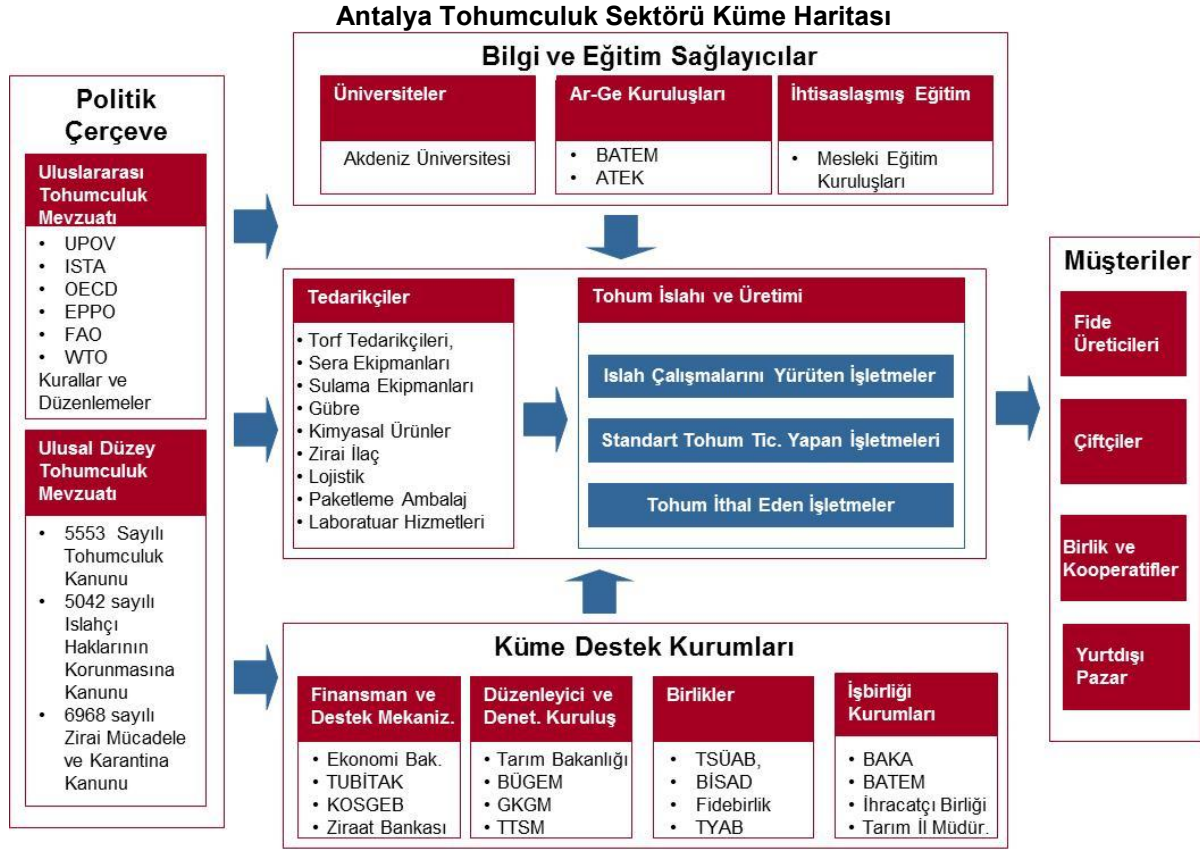 Antalya Tohumculuk Sektörü Küme Haritası
Politik
Çerçeve
Uluslararası
Tohumculuk
Mevzuatı
• UPOV
• ISTA
• OECD
• EPPO
• FAO
• WTO
Kurallar ve
Düzenlemeler
Ulusal Düzey
Tohumculuk
Mevzuatı
• 5553 Sayılı
Tohumculuk
Kanunu
• 5042 sayılı
Islahçı
Haklarının
Korunmasına
Kanunu
• 6968 sayılı
Zirai Mücadele
ve Karantina
Kanunu
Bilgi ve Eğitim Sağlayıcılar
Üniversiteler
Akdeniz Üniversitesi
Ar-Ge Kuruluşları
• BATEM
• ATEK
İhtisaslaşmış Eğitim
• Mesleki Eğitim
Kuruluşları
Tedarikçiler
• Torf Tedarikçileri,
• Sera Ekipmanları
• Sulama Ekipmanları
• Gübre
• Kimyasal Ürünler
• Zirai İlaç
• Lojistik
• Paketleme Ambalaj
• Laboratuar Hizmetleri
Tohum İslahı ve Üretimi
Islah Çalışmalarını Yürüten İşletmeler
Standart Tohum Tic. Yapan İşletmeleri
Tohum İthal Eden İşletmeler
Küme Destek Kurumları
Finansman ve
Destek Mekaniz.
• Ekonomi Bak.
• TUBİTAK
• KOSGEB
• Ziraat Bankası
Düzenleyici ve
Denet. Kuruluş
• Tarım Bakanlığı
• BÜGEM
• GKGM
• TTSM
Birlikler
• TSÜAB,
• BİSAD
• Fidebirlik
• TYAB
İşbirliği
Kurumları
• BAKA
• BATEM
• İhracatçı Birliği
• Tarım İl Müdür.
Müşteriler
Fide
Üreticileri
Çiftçiler
Birlik ve
Kooperatifler
Yurtdışı
Pazar